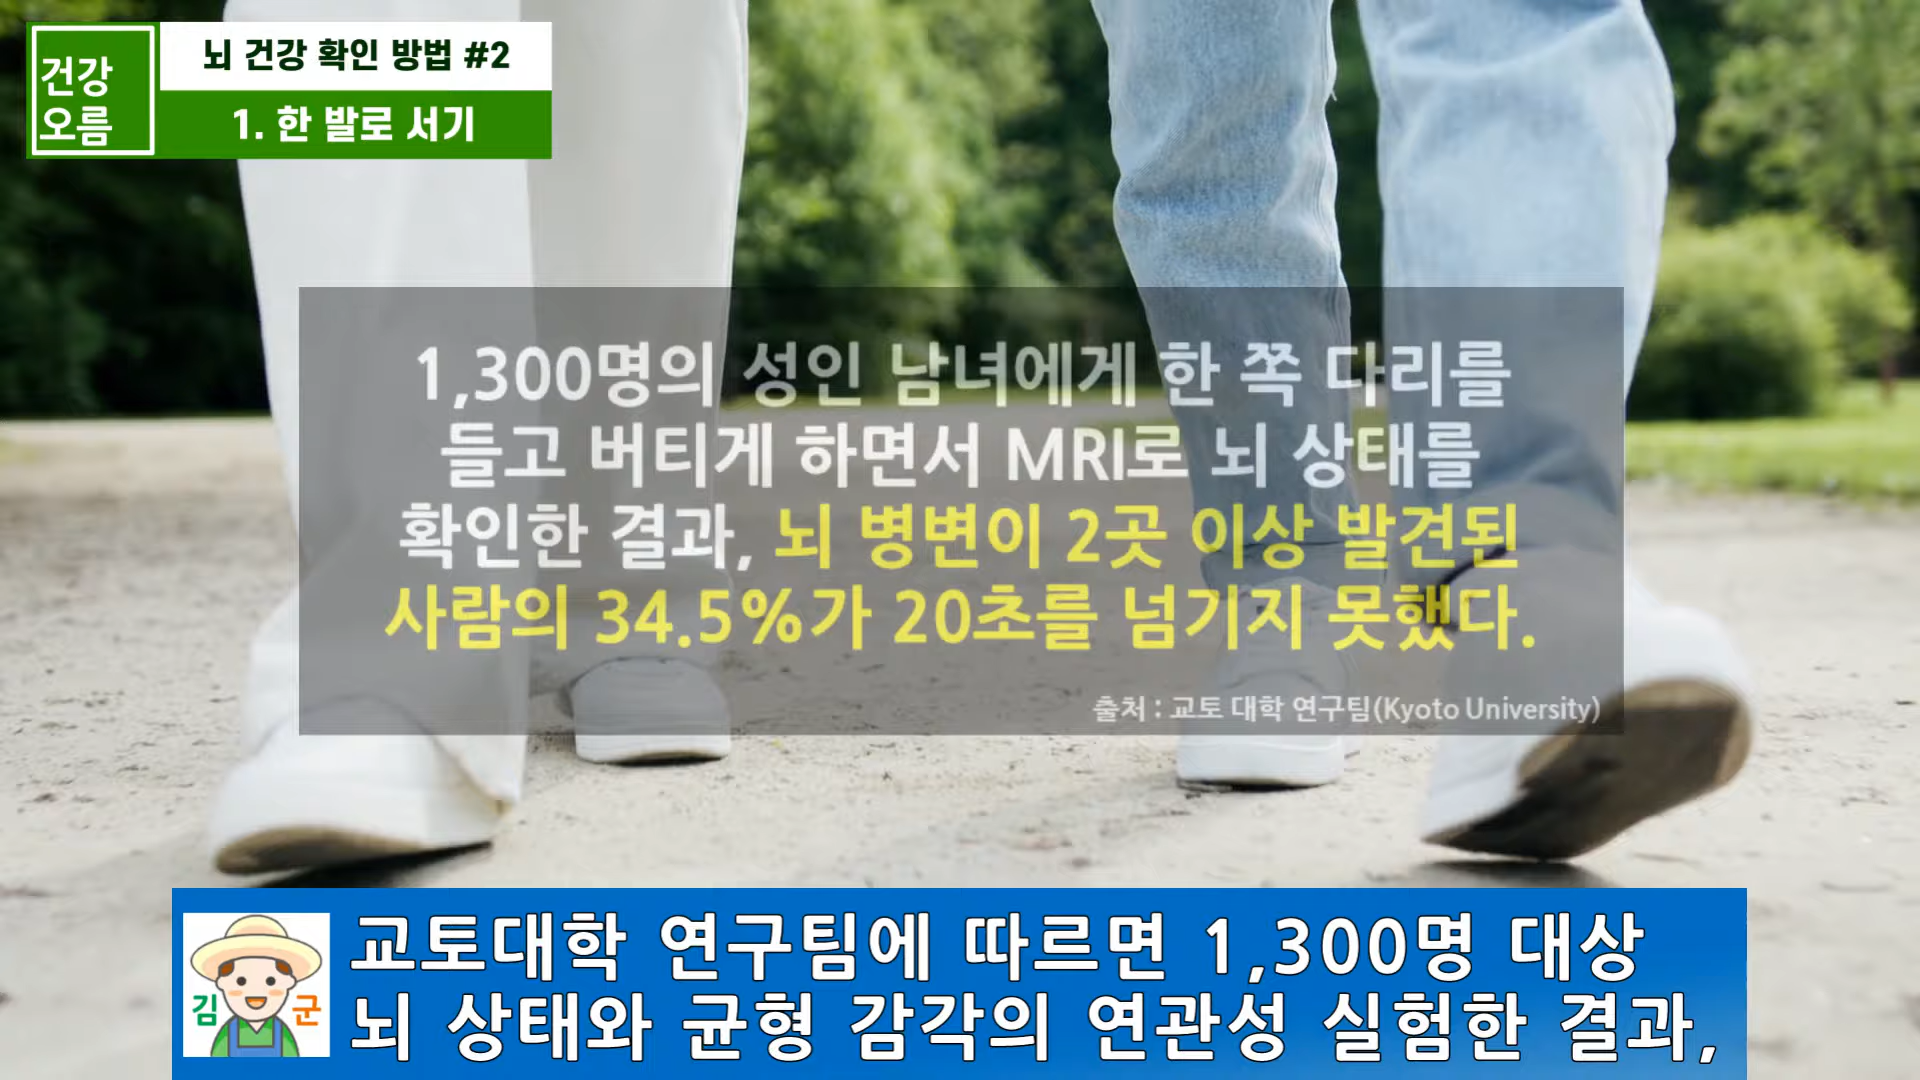 건강
오름
뇌 건강 확인 방법 #2
1. 한 발로 서기
1,300명의 성인 남녀에게 한 쪽 다리를
들고 버티게 하면서 MRI로 뇌 상태를
확인한 결과, 뇌 병변이 2곳 이상 발견된
사람의 34.5%가 20초를 넘기지 못했다.
출처 : 교토 대학 연구팀(Kyoto University)
김 군
교토대학 연구팀에 따르면 1,300명 대상
뇌 상태와 균형 감각의 연관성 실험한 결과,